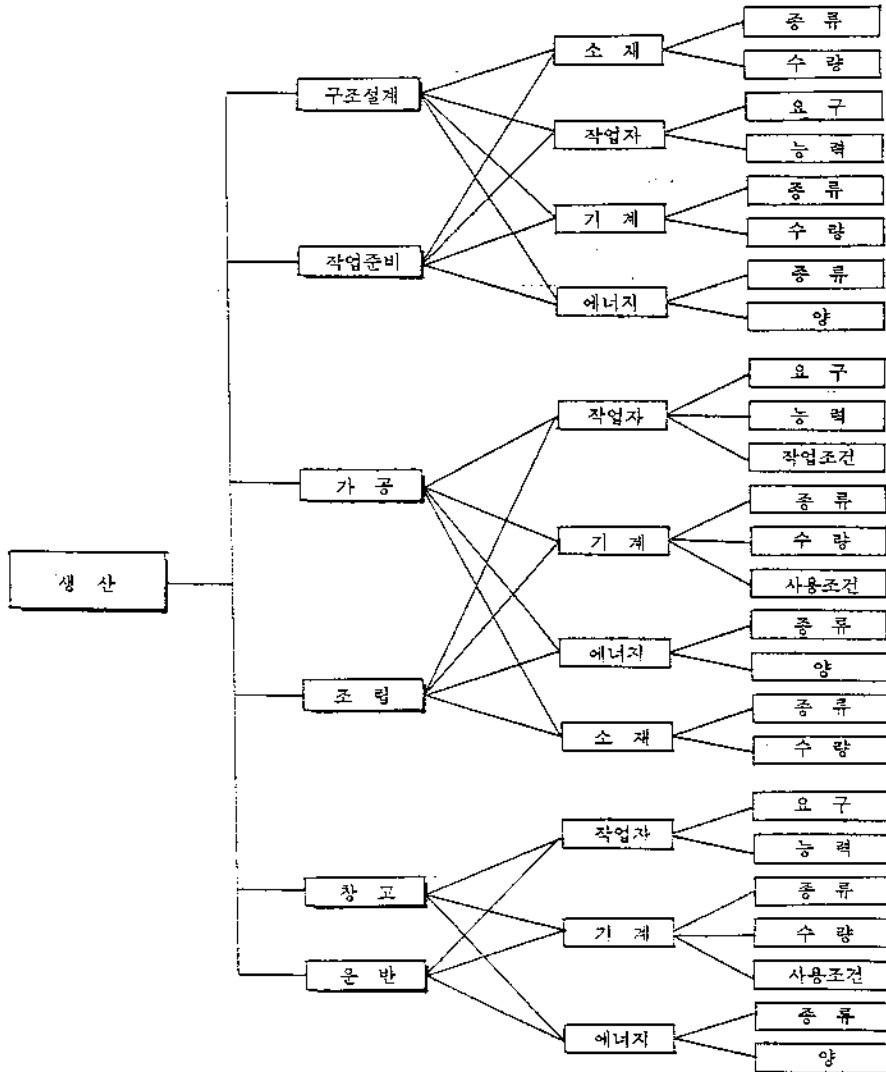 생 산
구조설계
작업준비
가 공
조 립
창 고
운 반
소 재
작업자
기 계
에너지
작업자
기 계
에너지
소 재
작업자
기 계
에너지
종 류
수 량
요 구
능 력
종 류
수 량
종 류
양
요 구
능 력
작업조건
종 류
수 량
사용조건
종 류
양
종 류
수 량
요 구
능 력
종 류
수 량
사용조건
종 류
양